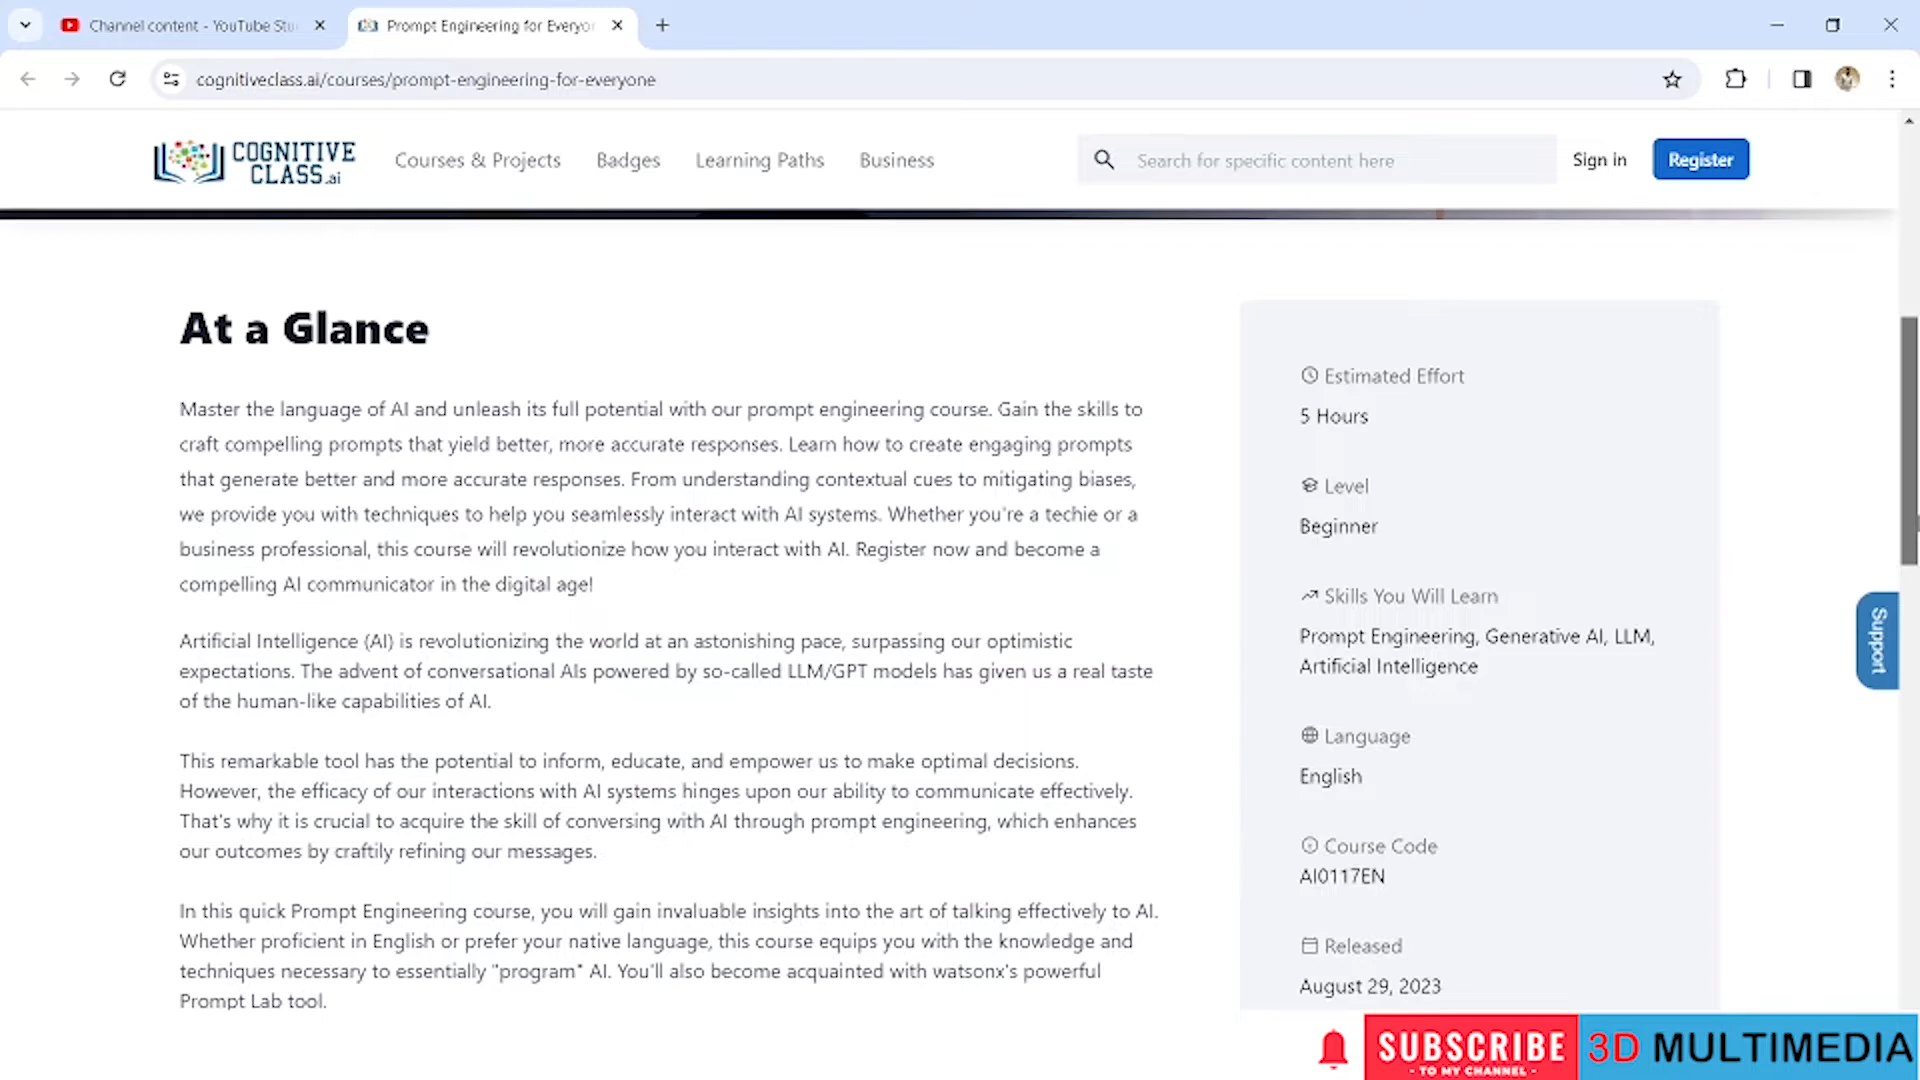 Channel content - YouTube Stu
Prompt Engineering for Everyo
cognitiveclass.ai/courses/prompt-engineering-for-everyone
COGNITIVE
CLASS.ai
Courses & Projects
Badges
Learning Paths
Business
Search for specific content here
Sign in
Register
At a Glance
Master the language of AI and unleash its full potential with our prompt engineering course. Gain the skills to
craft compelling prompts that yield better, more accurate responses. Learn how to create engaging prompts
that generate better and more accurate responses. From understanding contextual cues to mitigating biases,
we provide you with techniques to help you seamlessly interact with AI systems. Whether you're a techie or a
business professional, this course will revolutionize how you interact with AI. Register now and become a
compelling AI communicator in the digital age!
Artificial Intelligence (AI) is revolutionizing the world at an astonishing pace, surpassing our optimistic
expectations. The advent of conversational AIs powered by so-called LLM/GPT models has given us a real taste
of the human-like capabilities of AI.
This remarkable tool has the potential to inform, educate, and empower us to make optimal decisions.
However, the efficacy of our interactions with AI systems hinges upon our ability to communicate effectively.
That's why it is crucial to acquire the skill of conversing with AI through prompt engineering, which enhances
our outcomes by craftily refining our messages.
In this quick Prompt Engineering course, you will gain invaluable insights into the art of talking effectively to AI.
Whether proficient in English or prefer your native language, this course equips you with the knowledge and
techniques necessary to essentially "program" AI. You'll also become acquainted with watsonx's powerful
Prompt Lab tool.
Estimated Effort
5 Hours
Level
Beginner
Skills You Will Learn
Prompt Engineering, Generative AI, LLM,
Artificial Intelligence
Language
English
Course Code
AI0117EN
Released
August 29, 2023
Support
SUBSCRIBE
- TO MY CHANNEL -
3D MULTIMEDIA